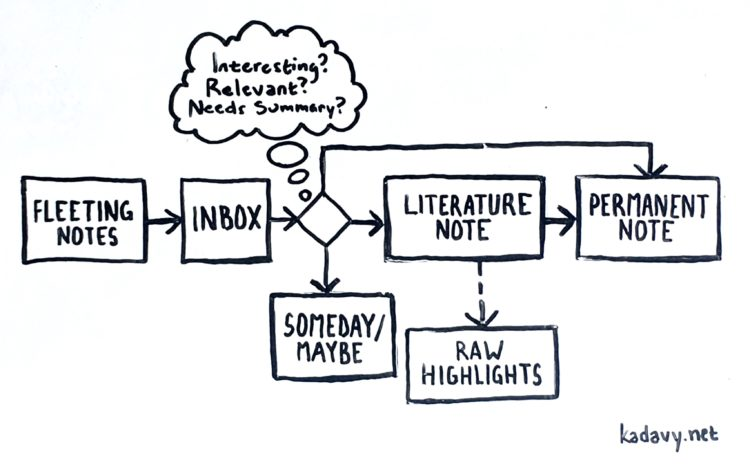 Interesting?
Relevant?
Needs Summary?
FLEETING
NOTES
INBOX
LITERATURE
NOTE
PERMANENT
NOTE
SOMEDAY/
MAYBE
RAW
HIGHLIGHTS
kadavy.net